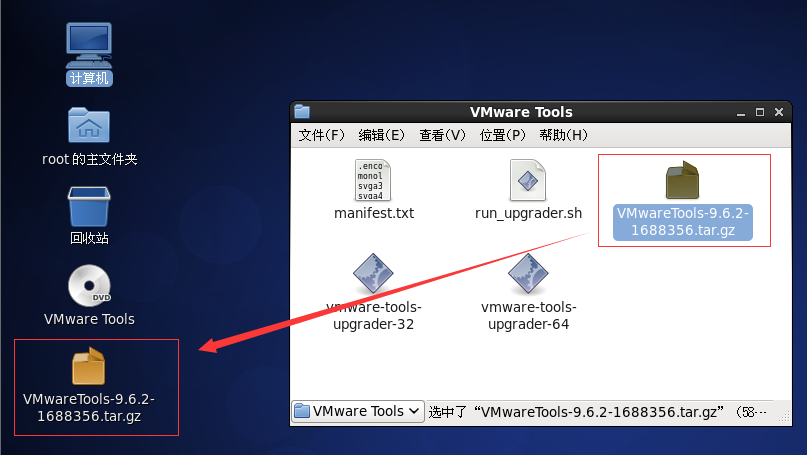 计算机
root 的主文件夹
回收站
DVD
VMware Tools
VMwareTools-9.6.2-
1688356.tar.gz
VMware Tools
文件(F) 编辑(E) 查看(V) 位置(P) 帮助(H)
.enco
monol
svga3
svga4
manifest.txt
run_upgrader.sh
VMwareTools-9.6.2-
1688356.tar.gz
vmware-tools-
upgrader-32
vmware-tools-
upgrader-64
VMware Tools
选中了“VMwareTools-9.6.2-1688356.tar.gz” (58…